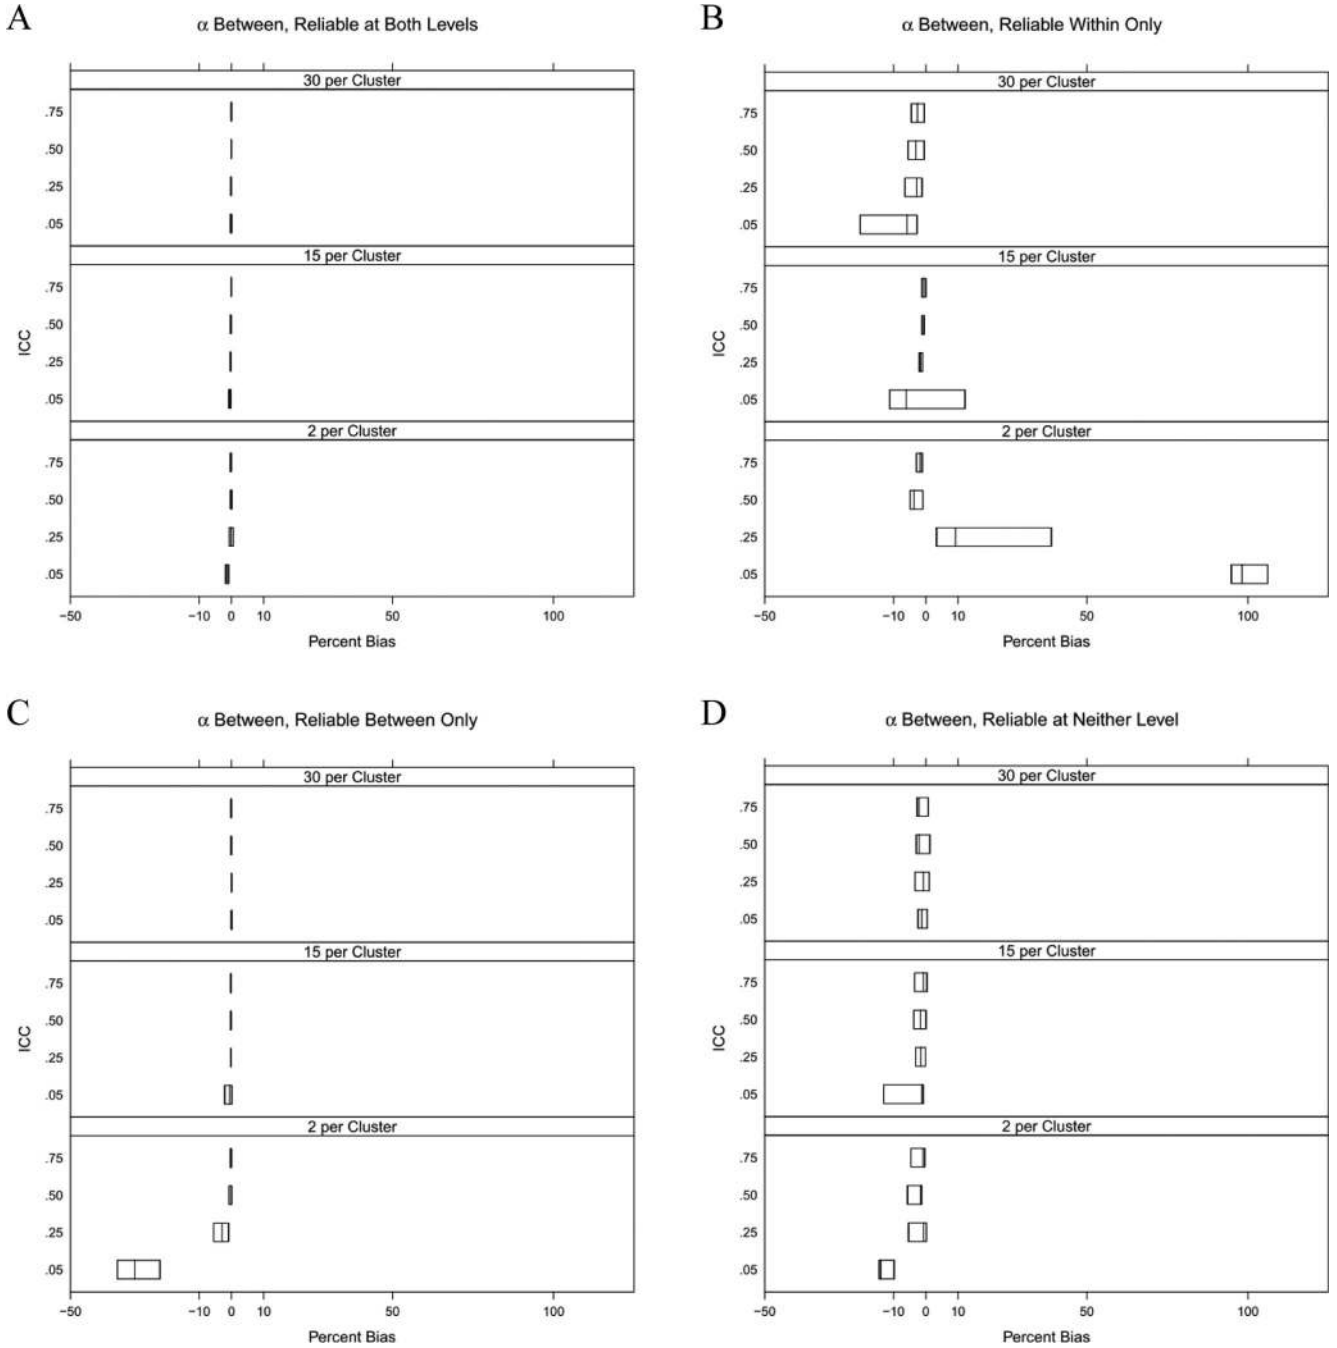 A
α Between, Reliable at Both Levels
30 per Cluster
.75
.50
.25
.05
15 per Cluster
.75
.50
.25
.05
2 per Cluster
.75
.50
.25
.05
ICC
−50 −10 0 10 50 100
Percent Bias
B
α Between, Reliable Within Only
30 per Cluster
.75
.50
.25
.05
15 per Cluster
.75
.50
.25
.05
2 per Cluster
.75
.50
.25
.05
ICC
−50 −10 0 10 50 100
Percent Bias
C
α Between, Reliable Between Only
30 per Cluster
.75
.50
.25
.05
15 per Cluster
.75
.50
.25
.05
2 per Cluster
.75
.50
.25
.05
ICC
−50 −10 0 10 50 100
Percent Bias
D
α Between, Reliable at Neither Level
30 per Cluster
.75
.50
.25
.05
15 per Cluster
.75
.50
.25
.05
2 per Cluster
.75
.50
.25
.05
ICC
−50 −10 0 10 50 100
Percent Bias